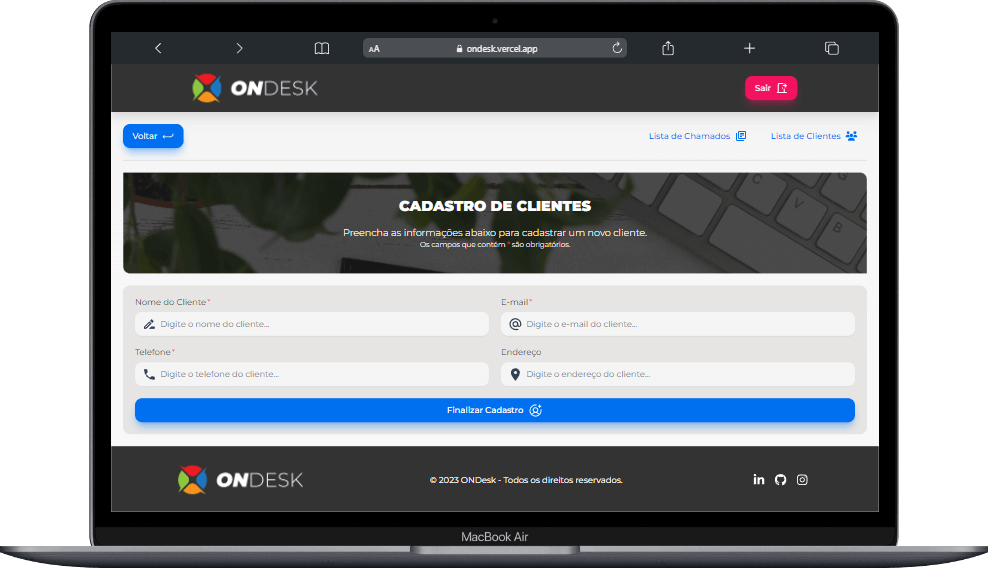 AA ondesk.vercel.app
ONDESK
Sair
Voltar
Lista de Chamados
Lista de Clientes
CADASTRO DE CLIENTES
Preencha as informações abaixo para cadastrar um novo cliente.
Os campos que contém * são obrigatórios.
C
V
B
Nome do Cliente*
E-mail*
Digite o nome do cliente...
Digite o e-mail do cliente...
Telefone*
Endereço
Digite o telefone do cliente...
Digite o endereço do cliente...
Finalizar Cadastro
ONDESK
© 2023 ONDesk - Todos os direitos reservados.
in
MacBook Air